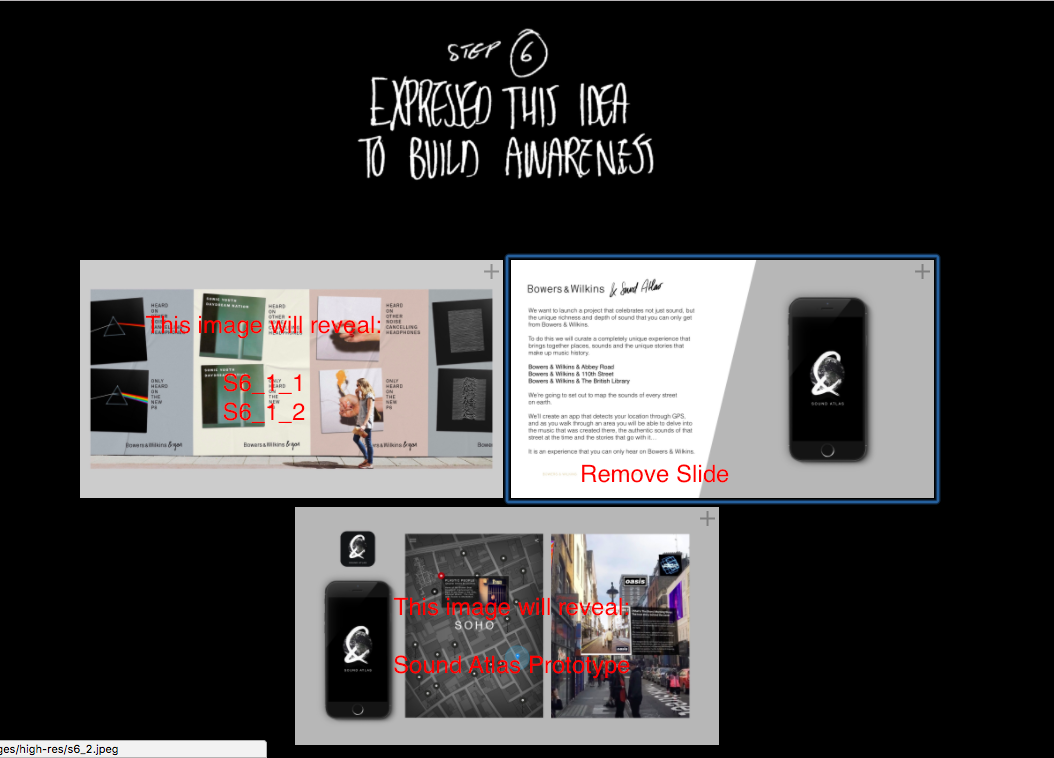 STEP 6
EXPRESSED THIS IDEA
TO BUILD AWARENESS
This image will reveal:
S6_1_1
S6_1_2
HEARD
ON
OTHER
NOISE
CANCELLING
HEADPHONES
SONIC YOUTH
DAYDREAM NATION
HEARD
ON
OTHER
NOISE
CANCELLING
HEADPHONES
HEARD
ON
OTHER
NOISE
CANCELLING
HEADPHONES
ONLY
HEARD
ON
THE
NEW
PX
SONIC YOUTH
DAYDREAM NATION
ONLY
HEARD
ON
THE
NEW
PX
ONLY
HEARD
ON
THE
NEW
PX
Bowers & Wilkins
Bowers & Wilkins
Bowers & Wilkins & Sound Atlas
We want to launch a project that celebrates not just sound, but
the unique richness and depth of sound that you can only get
from Bowers & Wilkins.
To do this we will curate a completely unique experience that
brings together places, sounds and the unique stories that
make up music history.
Bowers & Wilkins & Abbey Road
Bowers & Wilkins & 110th Street
Bowers & Wilkins & The British Library
We're going to set out to map the sounds of every street
on earth.
We'll create an app that detects your location through GPS,
and as you walk through an area you will be able to delve into
the music that was created there, the authentic sounds of that
street at the time and the stories that go with it...
It is an experience that you can only hear on Bowers & Wilkins.
Remove Slide
&
SOUND ATLAS
&
&
SOUND ATLAS
This image will reveal:
SOHO
Sound Atlas Prototype
oasis
oasis
ges/high-res/s6_2.jpeg